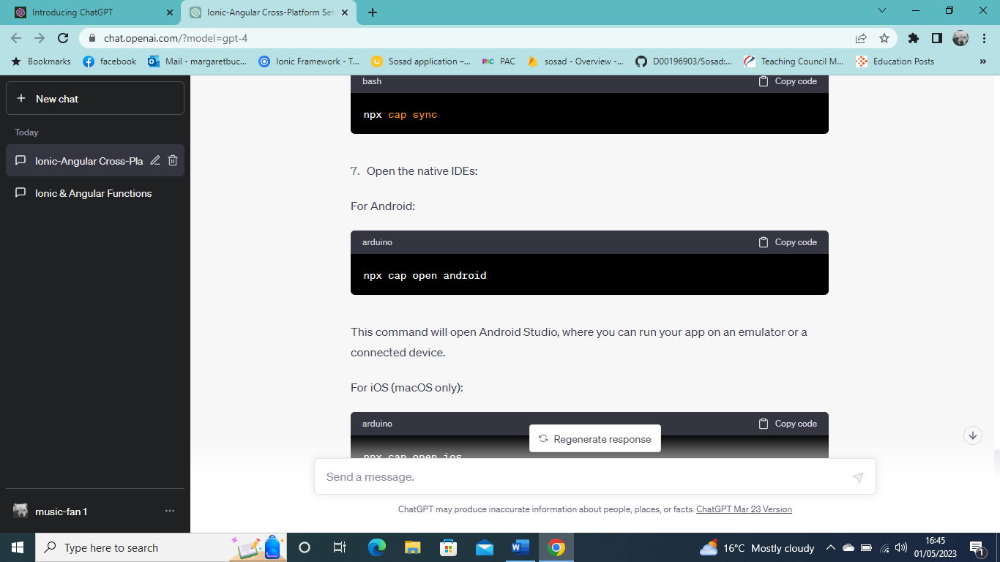 Introducing ChatGPT
Ionic-Angular Cross-Platform Set
chat.openai.com/?model=gpt-4
Bookmarks
facebook
Mail - margaretbuc...
Ionic Framework - T...
Sosad application –...
PAC PAC
sosad - Overview -...
D00196903/Sosad:...
Teaching Council M...
Education Posts
»
New chat
Today
Ionic-Angular Cross-Pla
Ionic & Angular Functions
music-fan 1
bash
Copy code
npx cap sync
7. Open the native IDEs:
For Android:
arduino
Copy code
npx cap open android
This command will open Android Studio, where you can run your app on an emulator or a
connected device.
For iOS (macOS only):
arduino
Copy code
npx cap open ios
Regenerate response
Send a message.
ChatGPT may produce inaccurate information about people, places, or facts. ChatGPT Mar 23 Version
Type here to search
16°C Mostly cloudy
16:45
01/05/2023
1